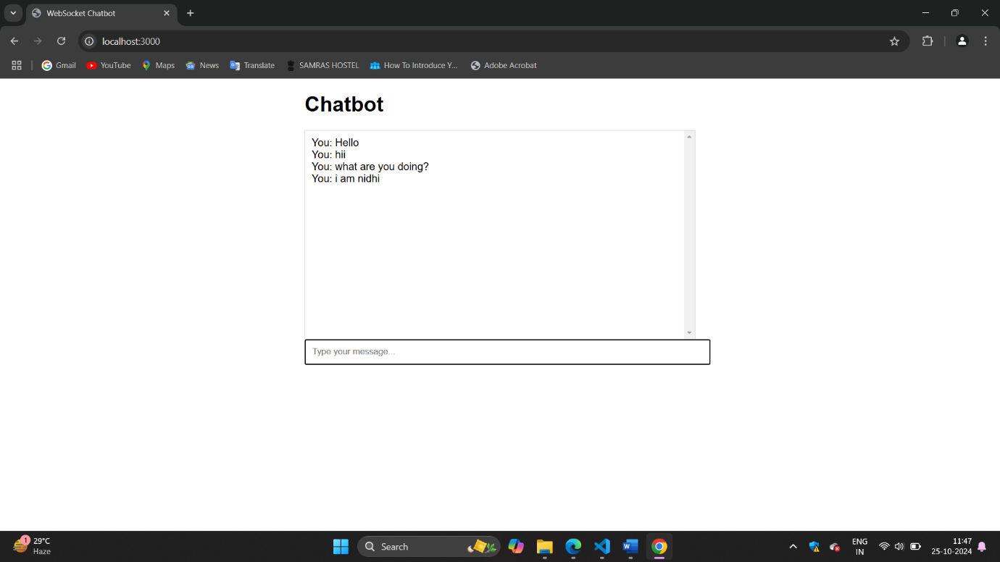 WebSocket Chatbot
localhost:3000
Gmail
YouTube
Maps
News
Translate
SAMRAS HOSTEL
How To Introduce Y...
Adobe Acrobat
Chatbot
You: Hello
You: hii
You: what are you doing?
You: i am nidhi
Type your message...
1
29°C
Haze
Search
ENG
IN
11:47
25-10-2024